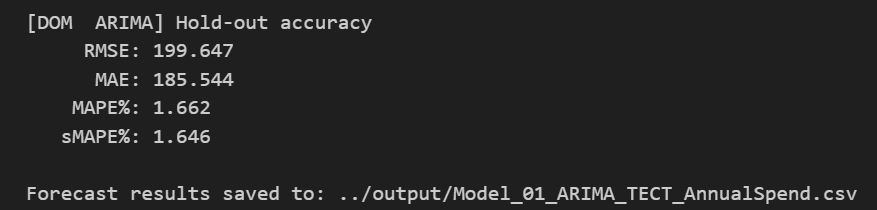 [DOM  ARIMA] Hold-out accuracy
RMSE: 199.647
MAE: 185.544
MAPE%: 1.662
sMAPE%: 1.646
Forecast results saved to: ../output/Model_01_ARIMA_TECT_AnnualSpend.csv